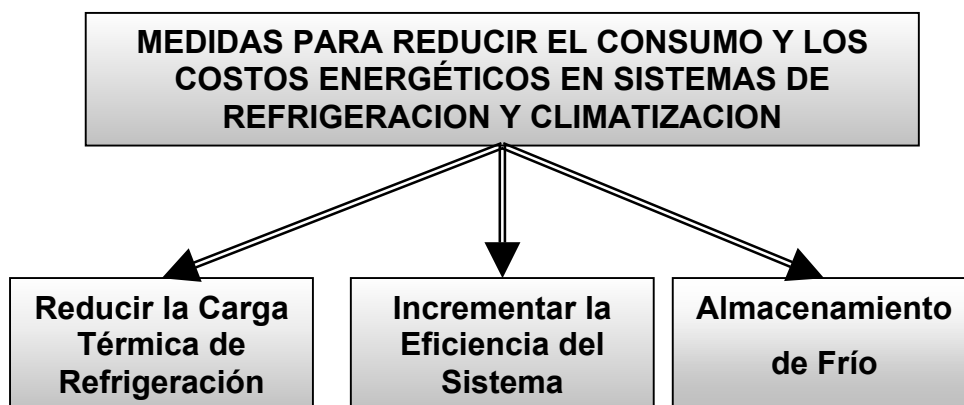 MEDIDAS PARA REDUCIR EL CONSUMO Y LOS
COSTOS ENERGÉTICOS EN SISTEMAS DE
REFRIGERACION Y CLIMATIZACION
Reducir la Carga
Térmica de
Refrigeración
Incrementar la
Eficiencia del
Sistema
Almacenamiento
de Frío